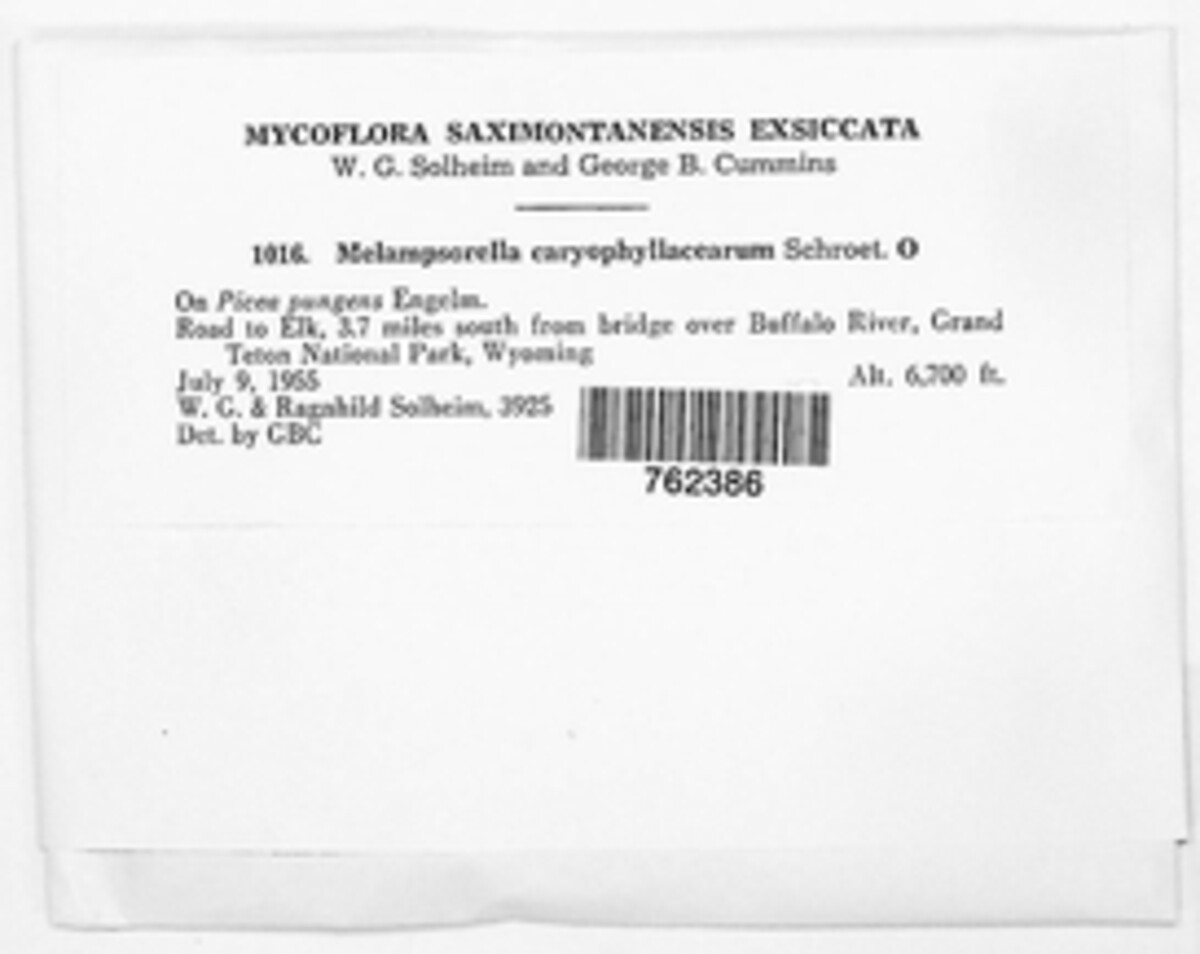 MYCOFLORA SAXIMONTANENSIS EXSICCATA
W. G. Solheim and George B. Cummins
1016. Melampsorella caryophyllacearum Schroet. O
On Picea pungens Engelm.
Road to Elk, 3.7 miles south from bridge over Buffalo River, Grand
Teton National Park, Wyoming
July 9, 1955
Alt. 6,700 ft.
W. G. & Ragnhild Solheim, 3925
Det. by GBC
762386